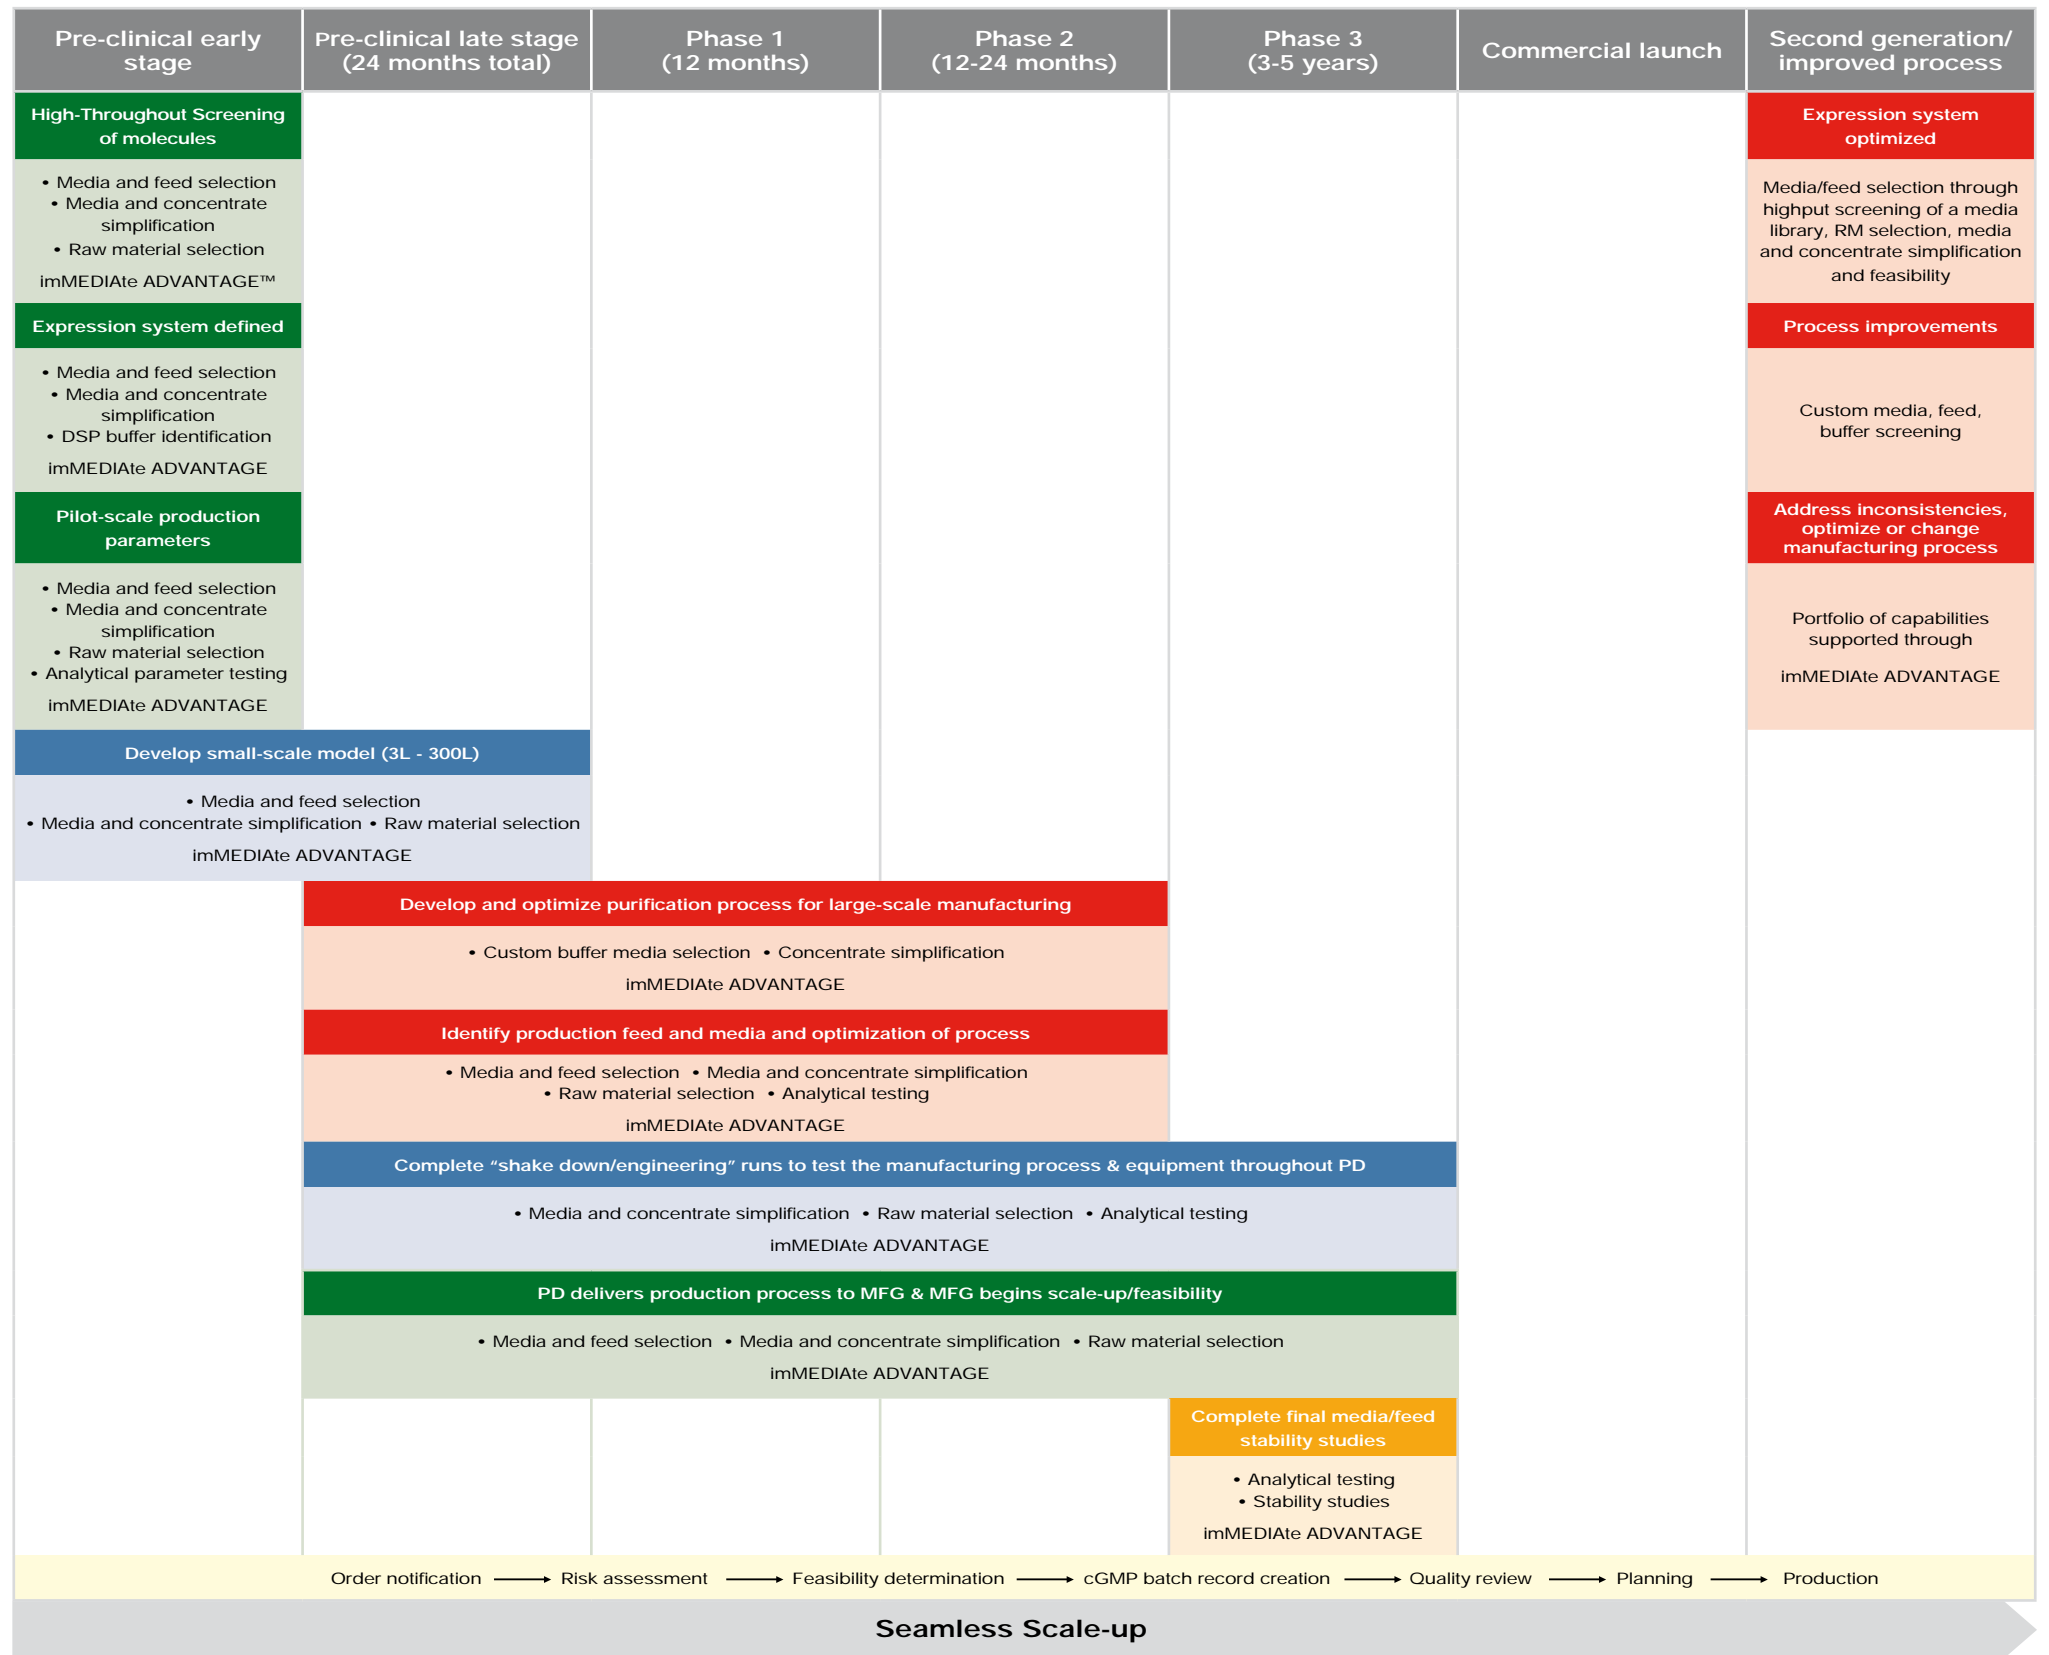 Pre-clinical early
stage
Pre-clinical late stage
(24 months total)
Phase 1
(12 months)
Phase 2
(12-24 months)
Phase 3
(3-5 years)
Commercial launch
Second generation/
improved process
High-Throughout Screening
of molecules
• Media and feed selection
• Media and concentrate
simplification
• Raw material selection
imMEDIAte ADVANTAGE™
Expression system defined
• Media and feed selection
• Media and concentrate
simplification
• DSP buffer identification
imMEDIAte ADVANTAGE
Pilot-scale production
parameters
• Media and feed selection
• Media and concentrate
simplification
• Raw material selection
• Analytical parameter testing
imMEDIAte ADVANTAGE
Expression system
optimized
Media/feed selection through
highput screening of a media
library, RM selection, media
and concentrate simplification
and feasibility
Process improvements
Custom media, feed,
buffer screening
Address inconsistencies,
optimize or change
manufacturing process
Portfolio of capabilities
supported through
imMEDIAte ADVANTAGE
Develop small-scale model (3L - 300L)
• Media and feed selection
• Media and concentrate simplification • Raw material selection
imMEDIAte ADVANTAGE
Develop and optimize purification process for large-scale manufacturing
• Custom buffer media selection • Concentrate simplification
imMEDIAte ADVANTAGE
Identify production feed and media and optimization of process
• Media and feed selection • Media and concentrate simplification
• Raw material selection • Analytical testing
imMEDIAte ADVANTAGE
Complete “shake down/engineering” runs to test the manufacturing process & equipment throughout PD
• Media and concentrate simplification • Raw material selection • Analytical testing
imMEDIAte ADVANTAGE
PD delivers production process to MFG & MFG begins scale-up/feasibility
• Media and feed selection • Media and concentrate simplification • Raw material selection
imMEDIAte ADVANTAGE
Complete final media/feed
stability studies
• Analytical testing
• Stability studies
imMEDIAte ADVANTAGE
Order notification → Risk assessment → Feasibility determination → cGMP batch record creation → Quality review → Planning → Production
Seamless Scale-up